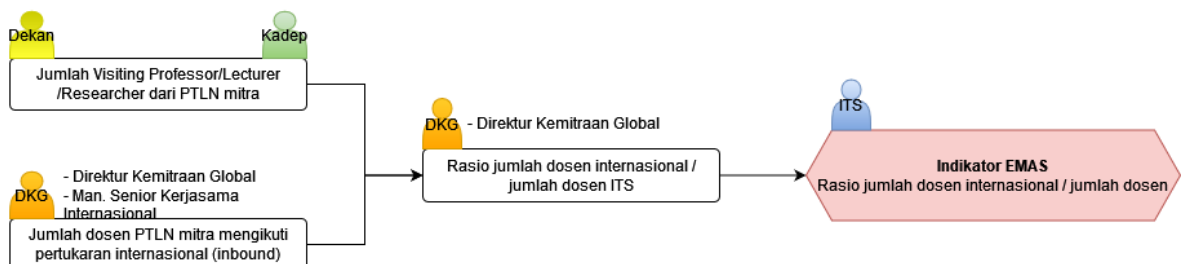 Dekan
Kadep
Jumlah Visiting Professor/Lecturer
/Researcher dari PTLN mitra
DKG
- Direktur Kemitraan Global
- Man. Senior Kerjasama
Internasional
Jumlah dosen PTLN mitra mengikuti
pertukaran internasional (inbound)
DKG
- Direktur Kemitraan Global
Rasio jumlah dosen internasional /
jumlah dosen ITS
ITS
Indikator EMAS
Rasio jumlah dosen internasional / jumlah dosen